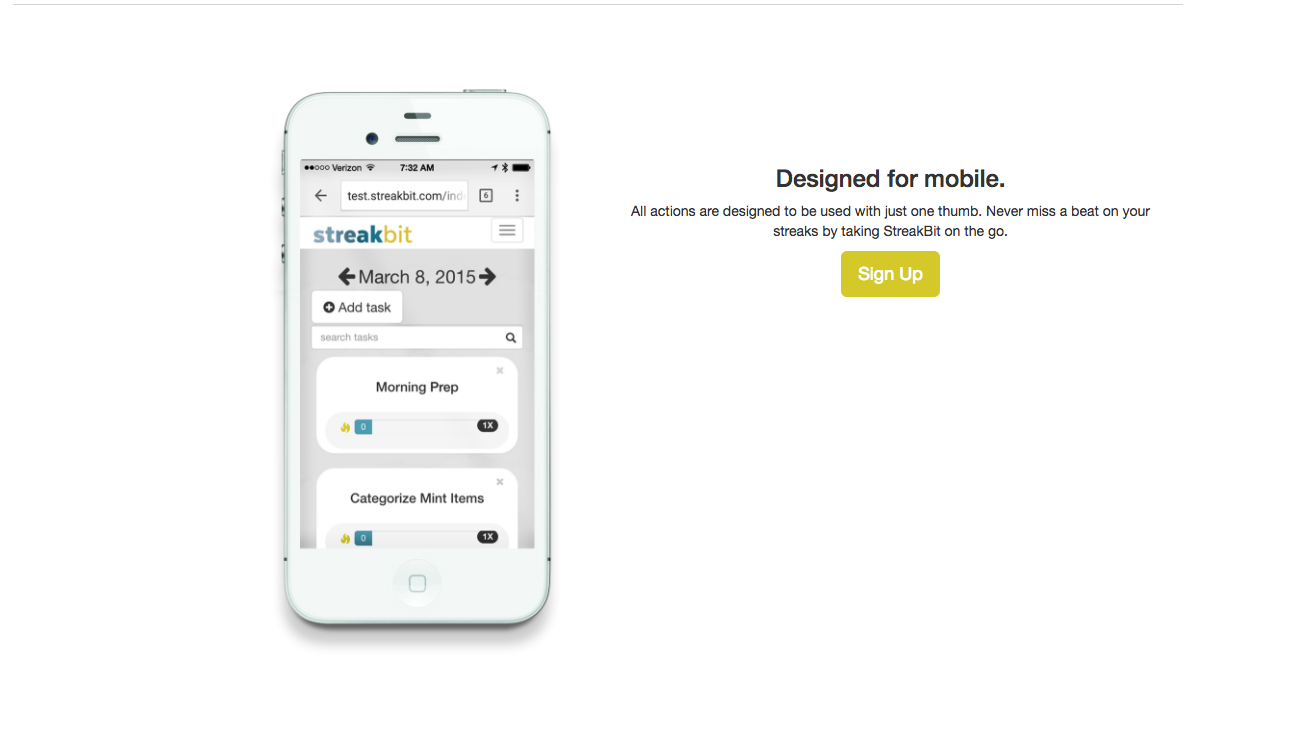 Verizon 7:32 AM
test.streakbit.com/ind 6
streakbit
March 8, 2015
Add task
search tasks
Morning Prep
0 1X
Categorize Mint Items
0 1X
Designed for mobile.
All actions are designed to be used with just one thumb. Never miss a beat on your
streaks by taking StreakBit on the go.
Sign Up